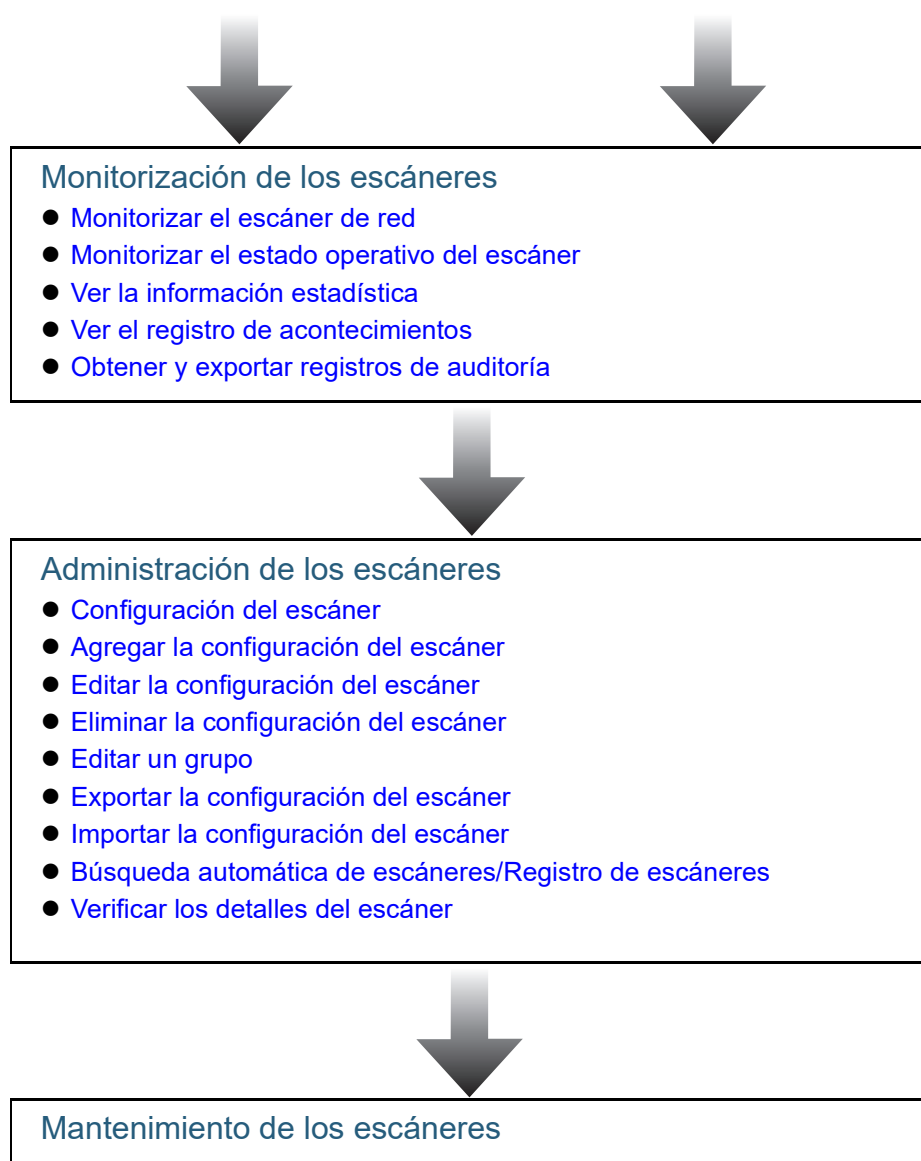 Monitorización de los escáneres
● Monitorizar el escáner de red
● Monitorizar el estado operativo del escáner
● Ver la información estadística
● Ver el registro de acontecimientos
● Obtener y exportar registros de auditoría
Administración de los escáneres
● Configuración del escáner
● Agregar la configuración del escáner
● Editar la configuración del escáner
● Eliminar la configuración del escáner
● Editar un grupo
● Exportar la configuración del escáner
● Importar la configuración del escáner
● Búsqueda automática de escáneres/Registro de escáneres
● Verificar los detalles del escáner
Mantenimiento de los escáneres